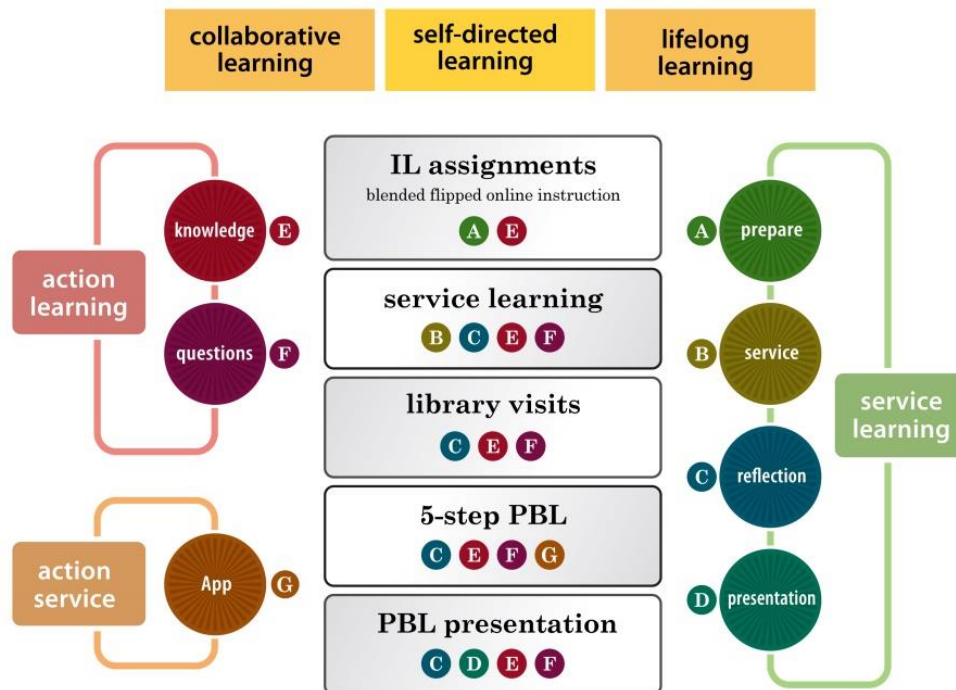 collaborative
learning
self-directed
learning
lifelong
learning
action
learning
knowledge
E
questions
F
action
service
App
G
IL assignments
blended flipped online instruction
A E
service learning
B C E F
library visits
C E F
5-step PBL
C E F G
PBL presentation
C D E F
A
prepare
B
service
C
reflection
D
presentation
service
learning